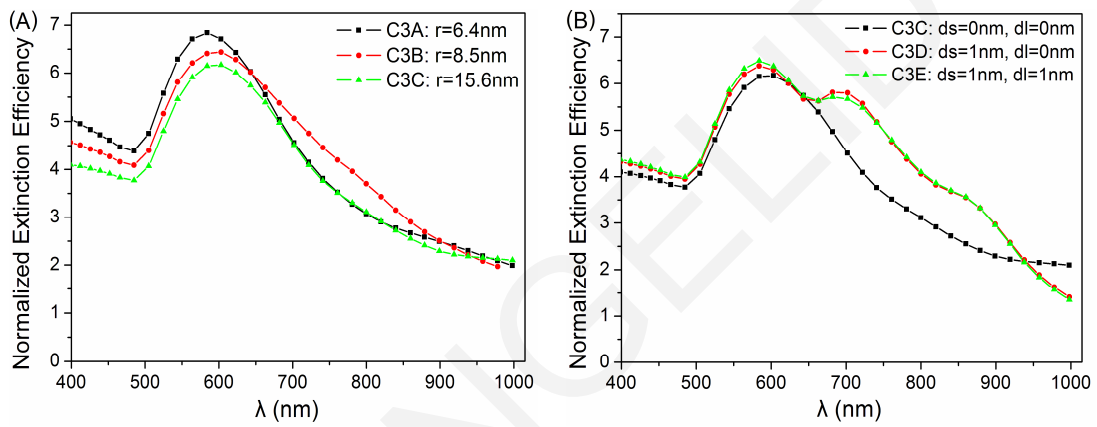 (A)
C3A: r=6.4nm
C3B: r=8.5nm
C3C: r=15.6nm
Normalized Extinction Efficiency
7
6
5
4
3
2
1
0
400 500 600 700 800 900 1000
λ (nm)
(B)
C3C: ds=0nm, dl=0nm
C3D: ds=1nm, dl=0nm
C3E: ds=1nm, dl=1nm
Normalized Extinction Efficiency
7
6
5
4
3
2
1
0
400 500 600 700 800 900 1000
λ (nm)